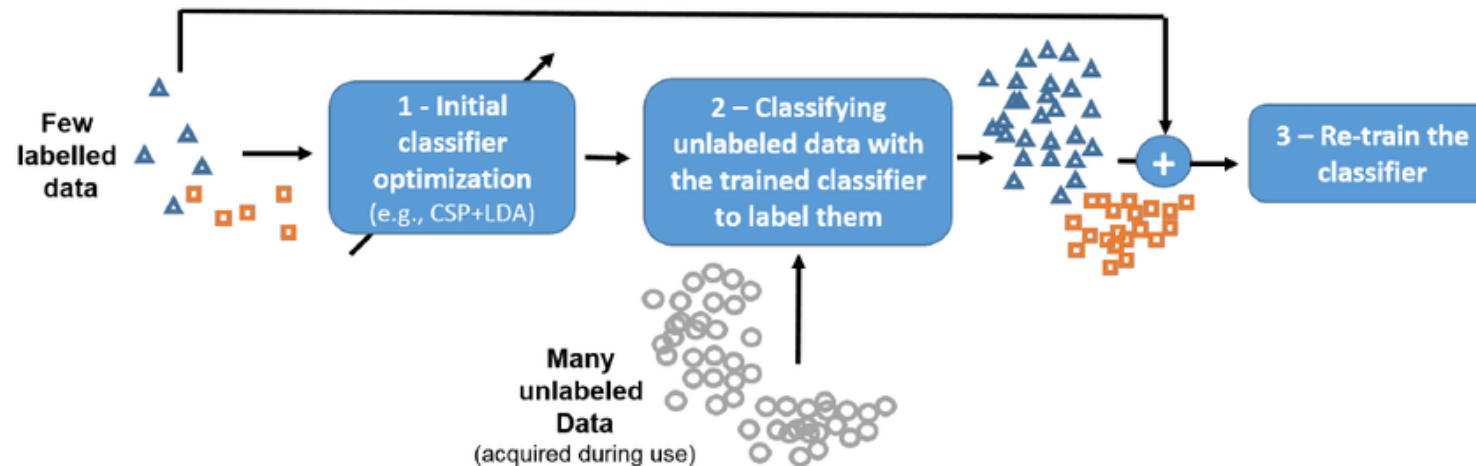 Few
labelled
data
1 - Initial
classifier
optimization
(e.g., CSP+LDA)
2 – Classifying
unlabeled data with
the trained classifier
to label them
+
3 – Re-train the
classifier
Many
unlabeled
Data
(acquired during use)